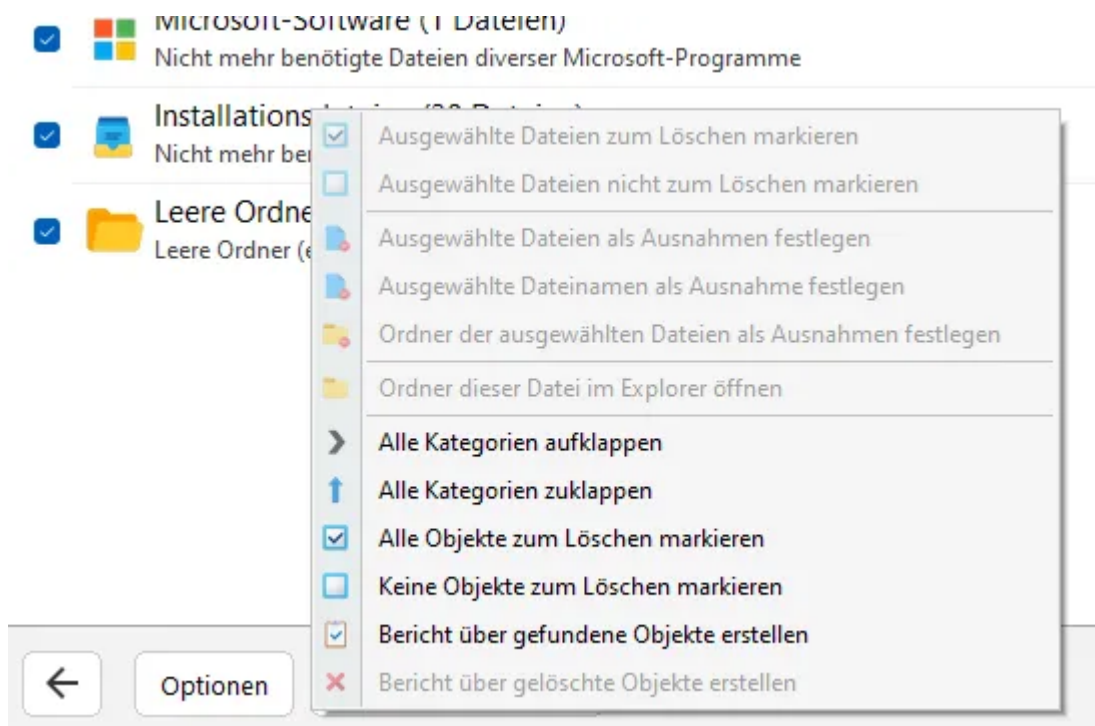 Microsoft-Software (1 Dateien)
Nicht mehr benötigte Dateien diverser Microsoft-Programme
Installations
Nicht mehr
Leere
Leere Ordner
Ausgewählte Dateien zum Löschen markieren
Ausgewählte Dateien nicht zum Löschen markieren
Ausgewählte Dateien als Ausnahmen festlegen
Ausgewählte Dateinamen als Ausnahme festlegen
Ordner der ausgewählten Dateien als Ausnahmen festlegen
Ordner dieser Datei im Explorer öffnen
Alle Kategorien aufklappen
Alle Kategorien zuklappen
Alle Objekte zum Löschen markieren
Keine Objekte zum Löschen markieren
Bericht über gefundene Objekte erstellen
Bericht über gelöschte Objekte erstellen
Optionen